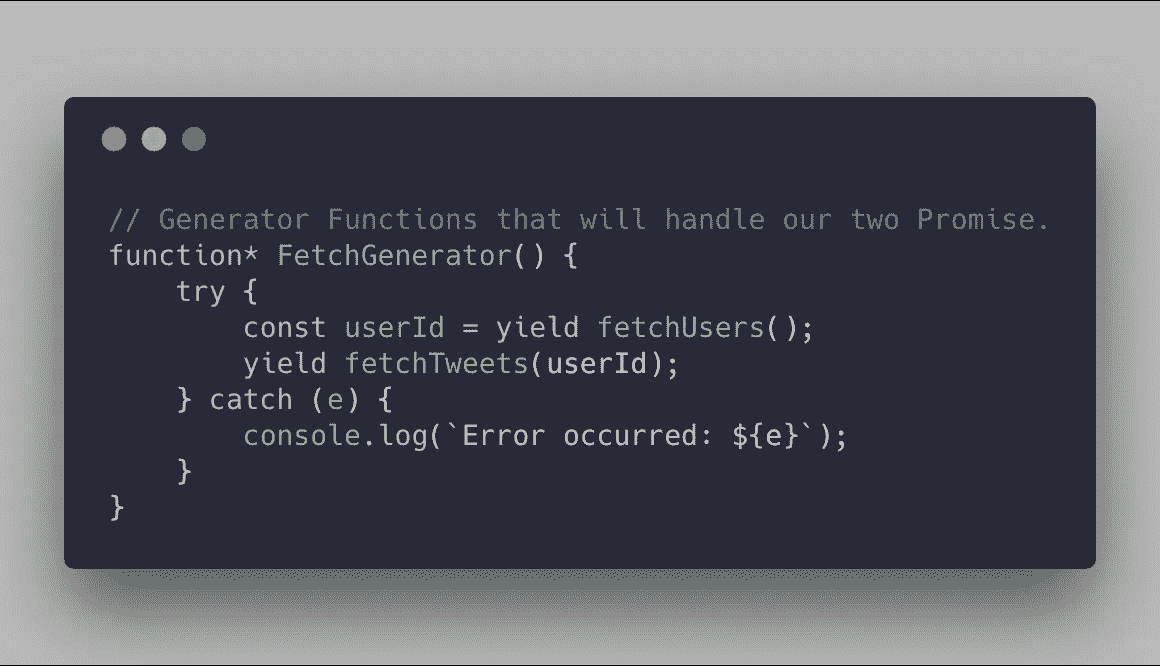 // Generator Functions that will handle our two Promise.
function* FetchGenerator() {
    try {
        const userId = yield fetchUsers();
        yield fetchTweets(userId);
    } catch (e) {
        console.log(`Error occurred: ${e}`);
    }
}